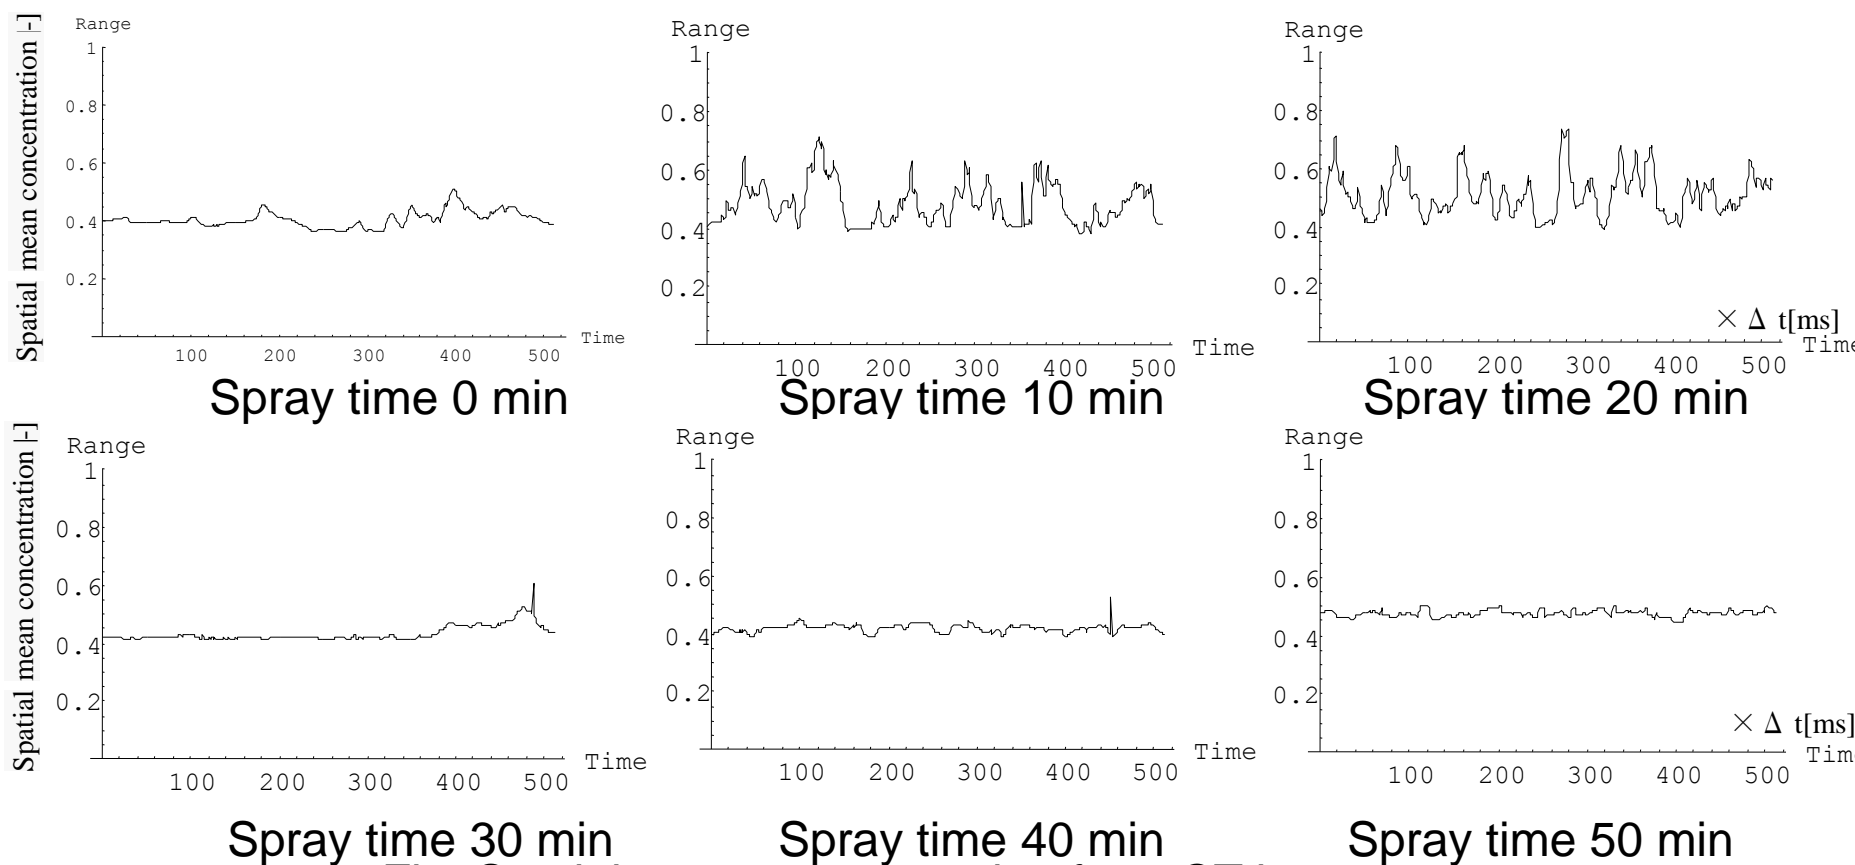 Spatial mean concentration |-]
Range
1
0.8
0.6
0.4
0.2
100 200 300 400 500
Time
Spray time 0 min
Range
1
0.8
0.6
0.4
0.2
100 200 300 400 500
Time
Spray time 10 min
Range
1
0.8
0.6
0.4
0.2
100 200 300 400 500
× Δ t[ms]
Time
Spray time 20 min
Spatial mean concentration |-]
Range
1
0.8
0.6
0.4
0.2
100 200 300 400 500
Time
Spray time 30 min
Range
1
0.8
0.6
0.4
0.2
100 200 300 400 500
Time
Spray time 40 min
Range
1
0.8
0.6
0.4
0.2
100 200 300 400 500
× Δ t[ms]
Time
Spray time 50 min